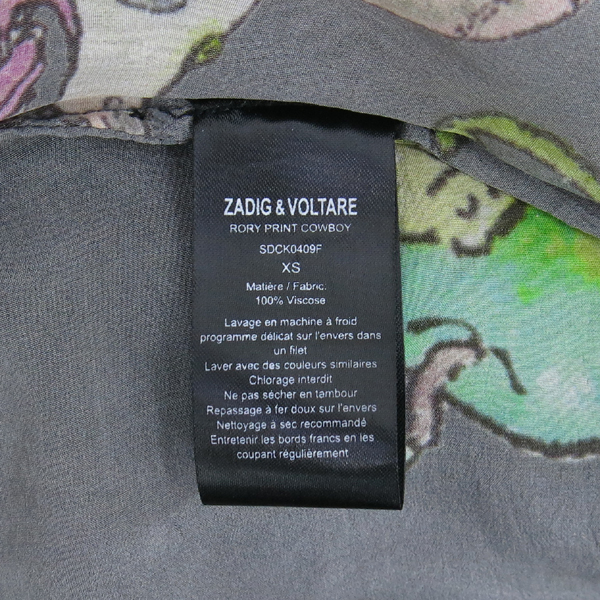 ZADIG & VOLTARE
RORY PRINT COWBOY
SDCK0409F
XS
Matière / Fabric:
100% Viscose
Lavage en machine à froid
programme délicat sur l'envers dans
un filet
Laver avec des couleurs similaires
Chlorage interdit
Ne pas sécher en tambour
Repassage à fer doux sur l'envers
Nettoyage à sec recommandé
Entretenir les bords francs en les
coupant régulièrement